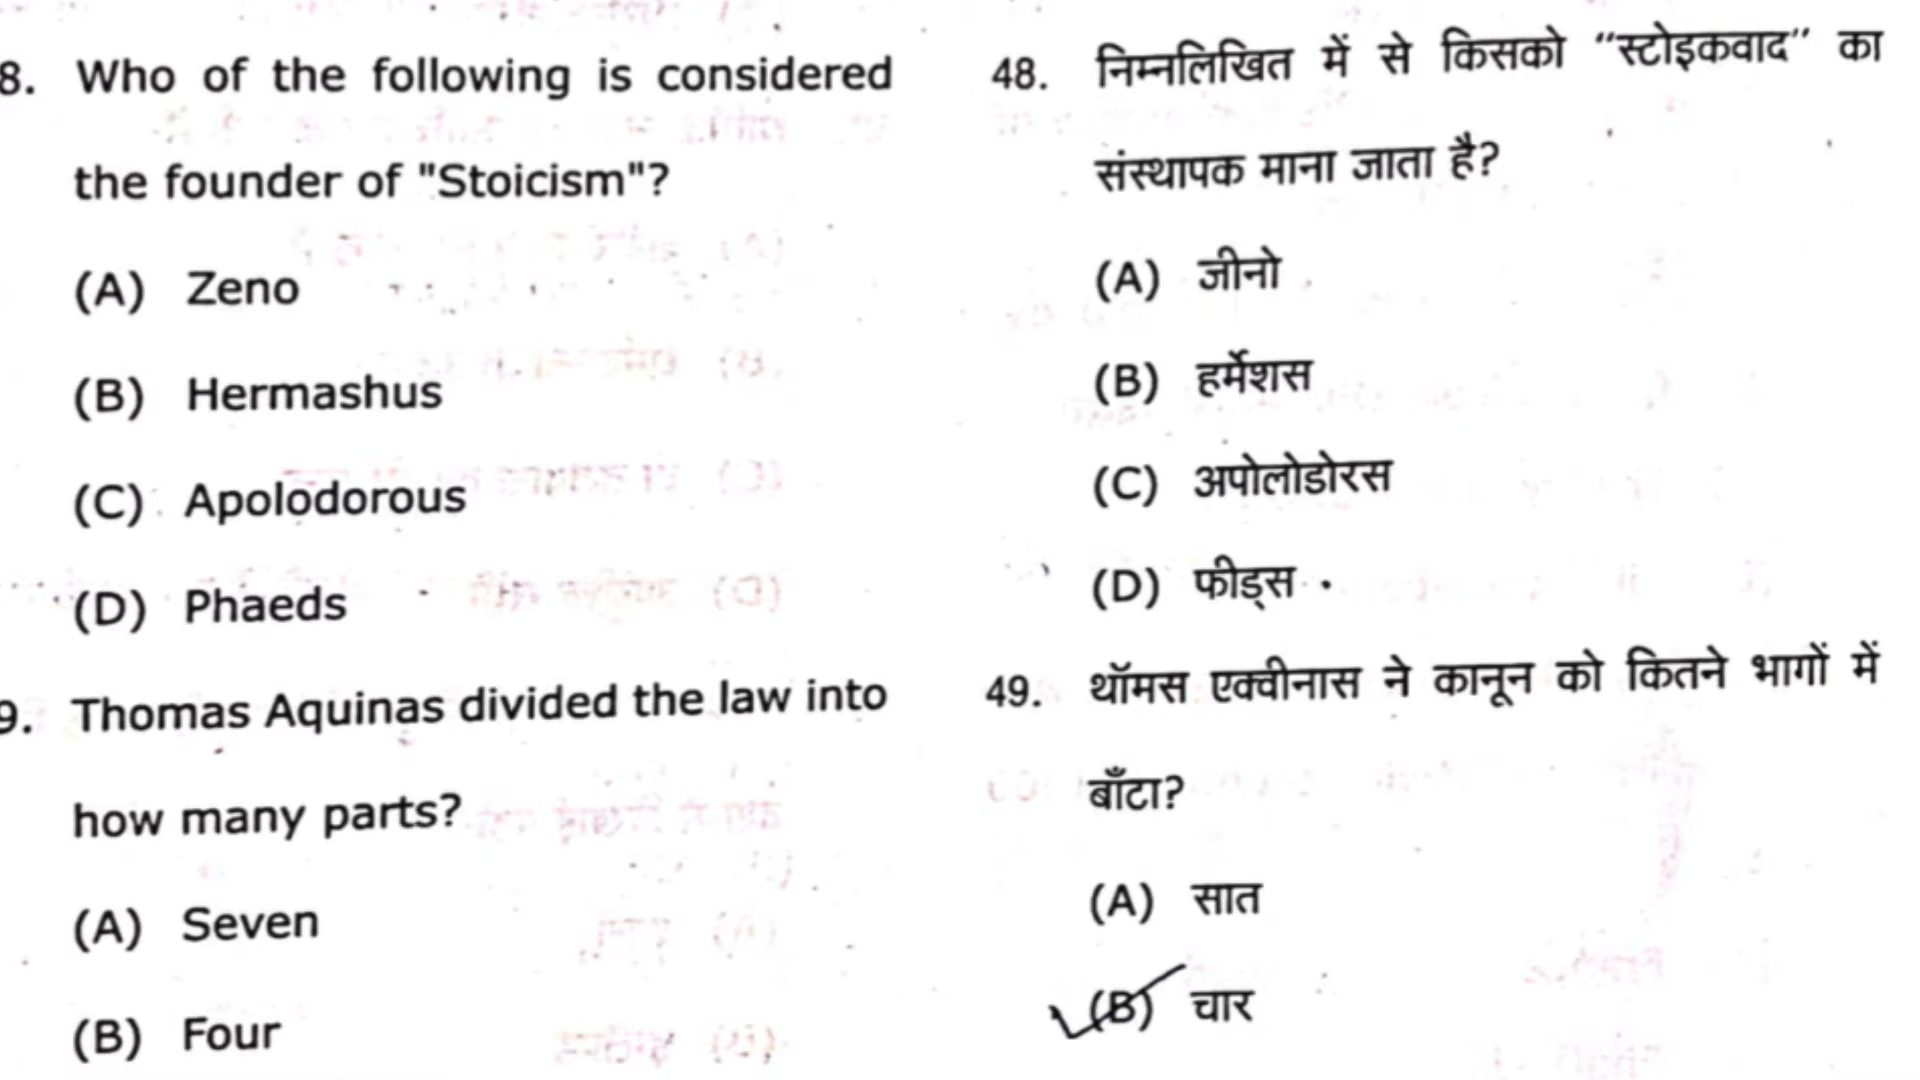 8. Who of the following is considered
the founder of "Stoicism"?
(A) Zeno
(B) Hermashus
(C) Apolodorous
(D) Phaeds
9. Thomas Aquinas divided the law into
how many parts?
(A) Seven
(B) Four
48. निम्नलिखित में से किसको “स्टोइकवाद” का
संस्थापक माना जाता है?
(A) जीनो
(B) हर्मेशस
(C) अपोलोडोरस
(D) फीड्स
49. थॉमस एक्वीनास ने कानून को कितने भागों में
बाँटा?
(A) सात
(B) चार